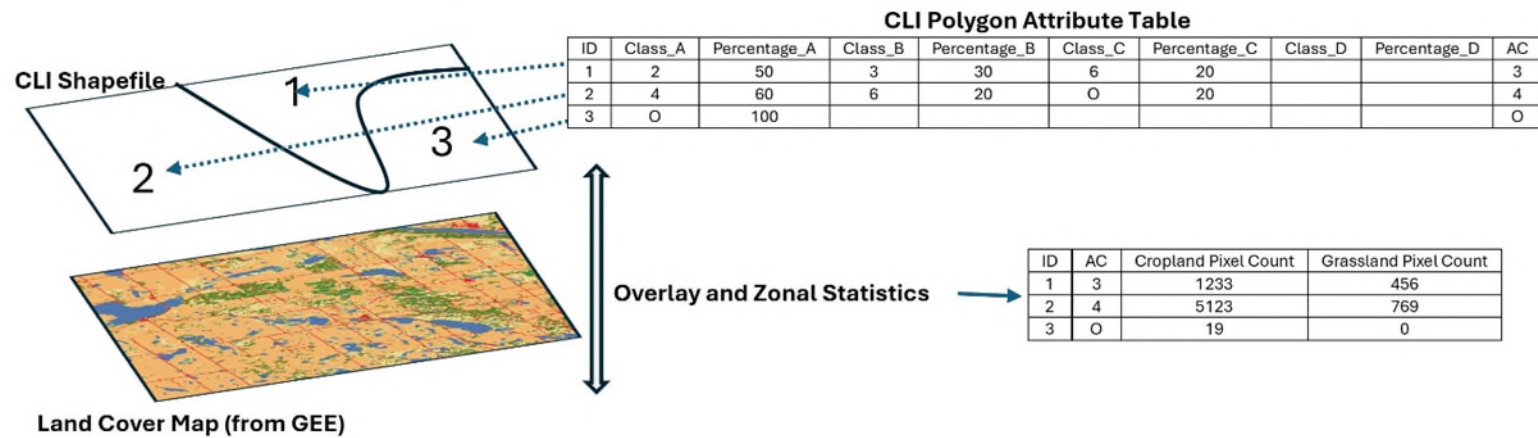 CLI Polygon Attribute Table
ID Class_A Percentage_A Class_B Percentage_B Class_C Percentage_C Class_D Percentage_D AC
1 2 50 3 30 6 20 3
2 4 60 6 20 O 20 4
3 O 100 O
CLI Shapefile
1
2
3
Overlay and Zonal Statistics
ID AC Cropland Pixel Count Grassland Pixel Count
1 3 1233 456
2 4 5123 769
3 O 19 0
Land Cover Map (from GEE)